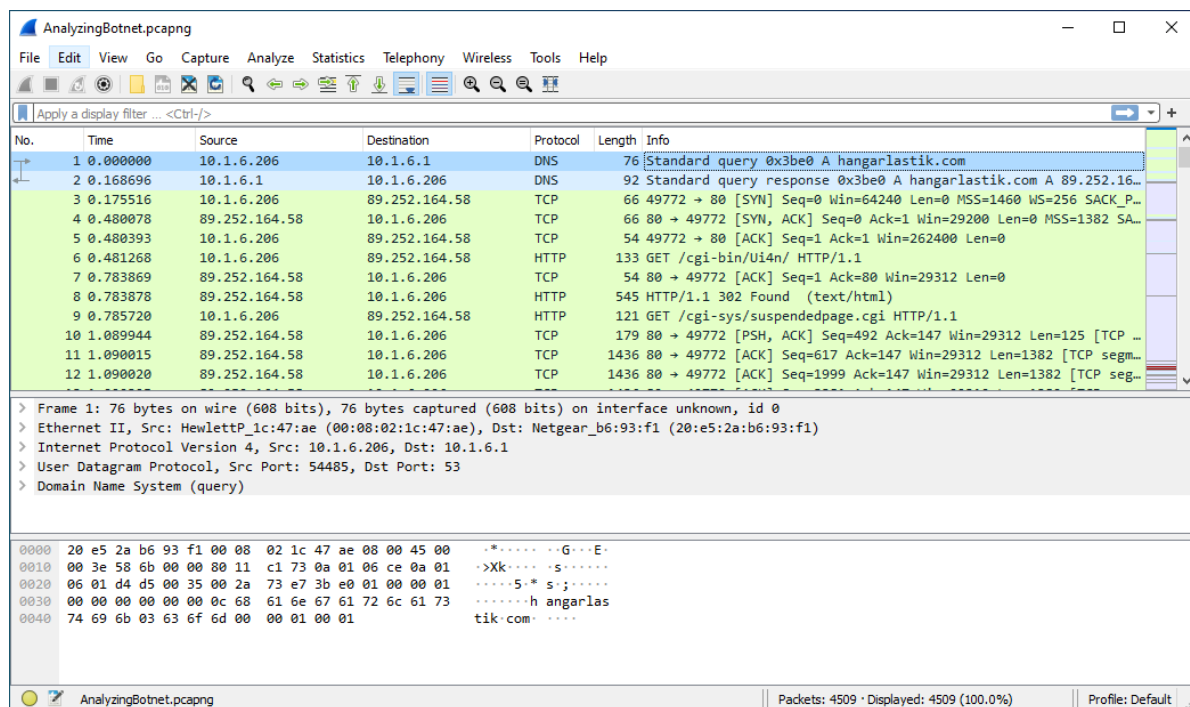 AnalyzingBotnet.pcapng
File Edit View Go Capture Analyze Statistics Telephony Wireless Tools Help
Apply a display filter ... <Ctrl-/>
No. Time Source Destination Protocol Length Info
1 0.000000 10.1.6.206 10.1.6.1 DNS 76 Standard query 0x3be0 A hangarlastik.com
2 0.168696 10.1.6.1 10.1.6.206 DNS 92 Standard query response 0x3be0 A hangarlastik.com A 89.252.16…
3 0.175516 10.1.6.206 89.252.164.58 TCP 66 49772 → 80 [SYN] Seq=0 Win=64240 Len=0 MSS=1460 WS=256 SACK_P…
4 0.480078 89.252.164.58 10.1.6.206 TCP 66 80 → 49772 [SYN, ACK] Seq=0 Ack=1 Win=29200 Len=0 MSS=1382 SA…
5 0.480393 10.1.6.206 89.252.164.58 TCP 54 49772 → 80 [ACK] Seq=1 Ack=1 Win=262400 Len=0
6 0.481268 10.1.6.206 89.252.164.58 HTTP 133 GET /cgi-bin/Ui4n/ HTTP/1.1
7 0.783869 89.252.164.58 10.1.6.206 TCP 54 80 → 49772 [ACK] Seq=1 Ack=80 Win=29312 Len=0
8 0.783878 89.252.164.58 10.1.6.206 HTTP 545 HTTP/1.1 302 Found (text/html)
9 0.785720 10.1.6.206 89.252.164.58 HTTP 121 GET /cgi-sys/suspendedpage.cgi HTTP/1.1
10 1.089944 89.252.164.58 10.1.6.206 TCP 179 80 → 49772 [PSH, ACK] Seq=492 Ack=147 Win=29312 Len=125 [TCP …
11 1.090015 89.252.164.58 10.1.6.206 TCP 1436 80 → 49772 [ACK] Seq=617 Ack=147 Win=29312 Len=1382 [TCP segm…
12 1.090020 89.252.164.58 10.1.6.206 TCP 1436 80 → 49772 [ACK] Seq=1999 Ack=147 Win=29312 Len=1382 [TCP seg…
> Frame 1: 76 bytes on wire (608 bits), 76 bytes captured (608 bits) on interface unknown, id 0
> Ethernet II, Src: HewlettP_1c:47:ae (00:08:02:1c:47:ae), Dst: Netgear_b6:93:f1 (20:e5:2a:b6:93:f1)
> Internet Protocol Version 4, Src: 10.1.6.206, Dst: 10.1.6.1
> User Datagram Protocol, Src Port: 54485, Dst Port: 53
> Domain Name System (query)
0000 20 e5 2a b6 93 f1 00 08 02 1c 47 ae 08 00 45 00 ·*····· ··G···E·
0010 00 3e 58 6b 00 00 80 11 c1 73 0a 01 06 ce 0a 01 ·>Xk···· ·s······
0020 06 01 d4 d5 00 35 00 2a 73 e7 3b e0 01 00 00 01 ·····5·* s·;·····
0030 00 00 00 00 00 00 0c 68 61 6e 67 61 72 6c 61 73 ·······h angarlas
0040 74 69 6b 03 63 6f 6d 00 00 01 00 01 tik·com· ····
AnalyzingBotnet.pcapng Packets: 4509 · Displayed: 4509 (100.0%) Profile: Default